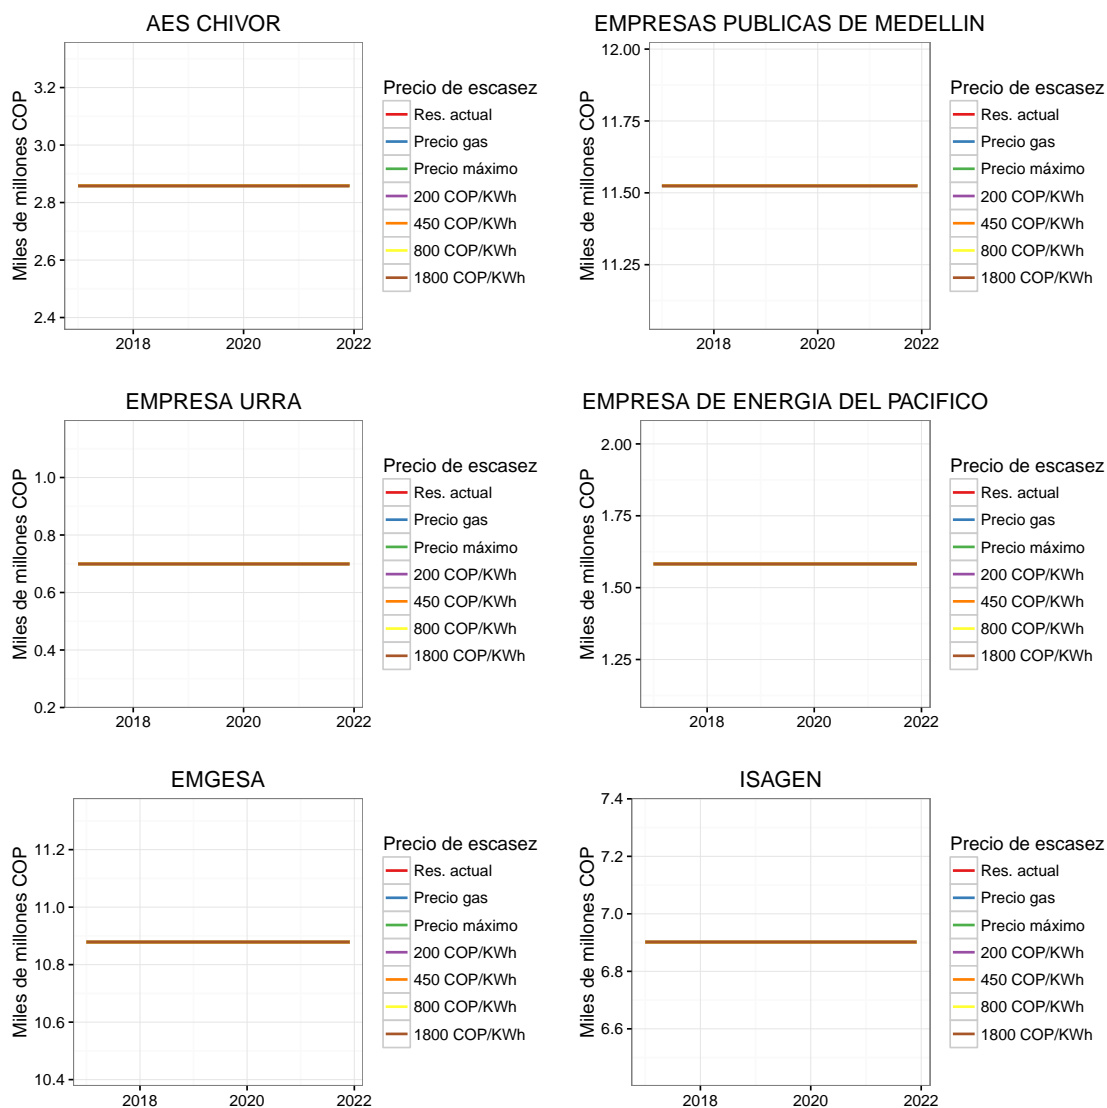 AES CHIVOR
Miles de millones COP
3.2
3.0
2.8
2.6
2.4
2018
2020
2022
Precio de escasez
Res. actual
Precio gas
Precio máximo
200 COP/KWh
450 COP/KWh
800 COP/KWh
1800 COP/KWh
EMPRESAS PUBLICAS DE MEDELLIN
Miles de millones COP
12.00
11.75
11.50
11.25
2018
2020
2022
Precio de escasez
Res. actual
Precio gas
Precio máximo
200 COP/KWh
450 COP/KWh
800 COP/KWh
1800 COP/KWh
EMPRESA URRA
Miles de millones COP
1.0
0.8
0.6
0.4
0.2
2018
2020
2022
Precio de escasez
Res. actual
Precio gas
Precio máximo
200 COP/KWh
450 COP/KWh
800 COP/KWh
1800 COP/KWh
EMPRESA DE ENERGIA DEL PACIFICO
Miles de millones COP
2.00
1.75
1.50
1.25
2018
2020
2022
Precio de escasez
Res. actual
Precio gas
Precio máximo
200 COP/KWh
450 COP/KWh
800 COP/KWh
1800 COP/KWh
EMGESA
Miles de millones COP
11.2
11.0
10.8
10.6
10.4
2018
2020
2022
Precio de escasez
Res. actual
Precio gas
Precio máximo
200 COP/KWh
450 COP/KWh
800 COP/KWh
1800 COP/KWh
ISAGEN
Miles de millones COP
7.4
7.2
7.0
6.8
6.6
2018
2020
2022
Precio de escasez
Res. actual
Precio gas
Precio máximo
200 COP/KWh
450 COP/KWh
800 COP/KWh
1800 COP/KWh